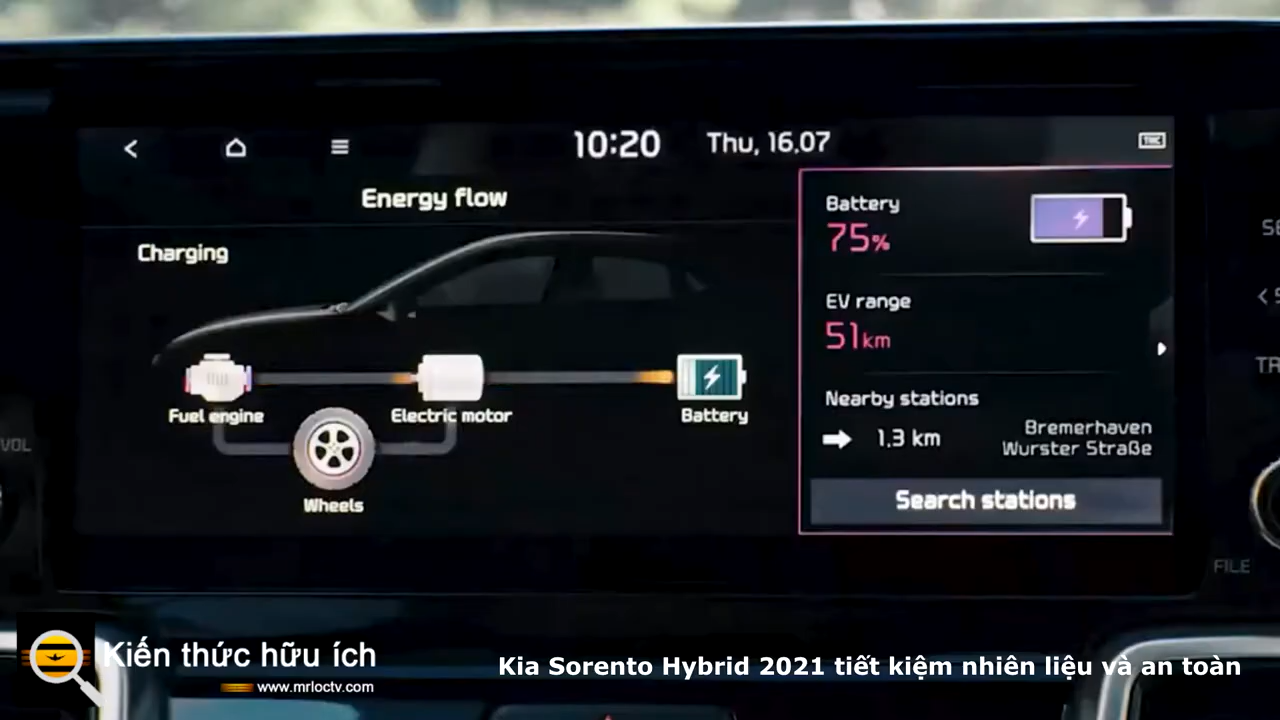 10:20
Thu, 16.07
Energy flow
Charging
Fuel engine
Electric motor
Battery
Wheels
Battery
75%
EV range
51km
Nearby stations
1.3 km
Bremerhaven
Wurster Straße
Search stations
VOL
FILE
Kiến thức hữu ích
www.mrloctv.com
Kia Sorento Hybrid 2021 tiết kiệm nhiên liệu và an toàn